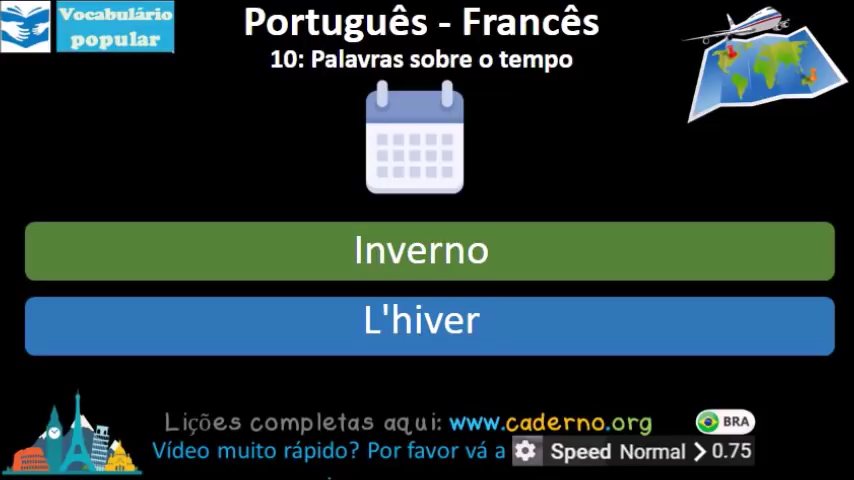 Vocabulário
popular
Português - Francês
10: Palavras sobre o tempo
Inverno
L'hiver
Lições completas aqui: www.caderno.org
BRA
Vídeo muito rápido? Por favor vá a Speed Normal > 0.75